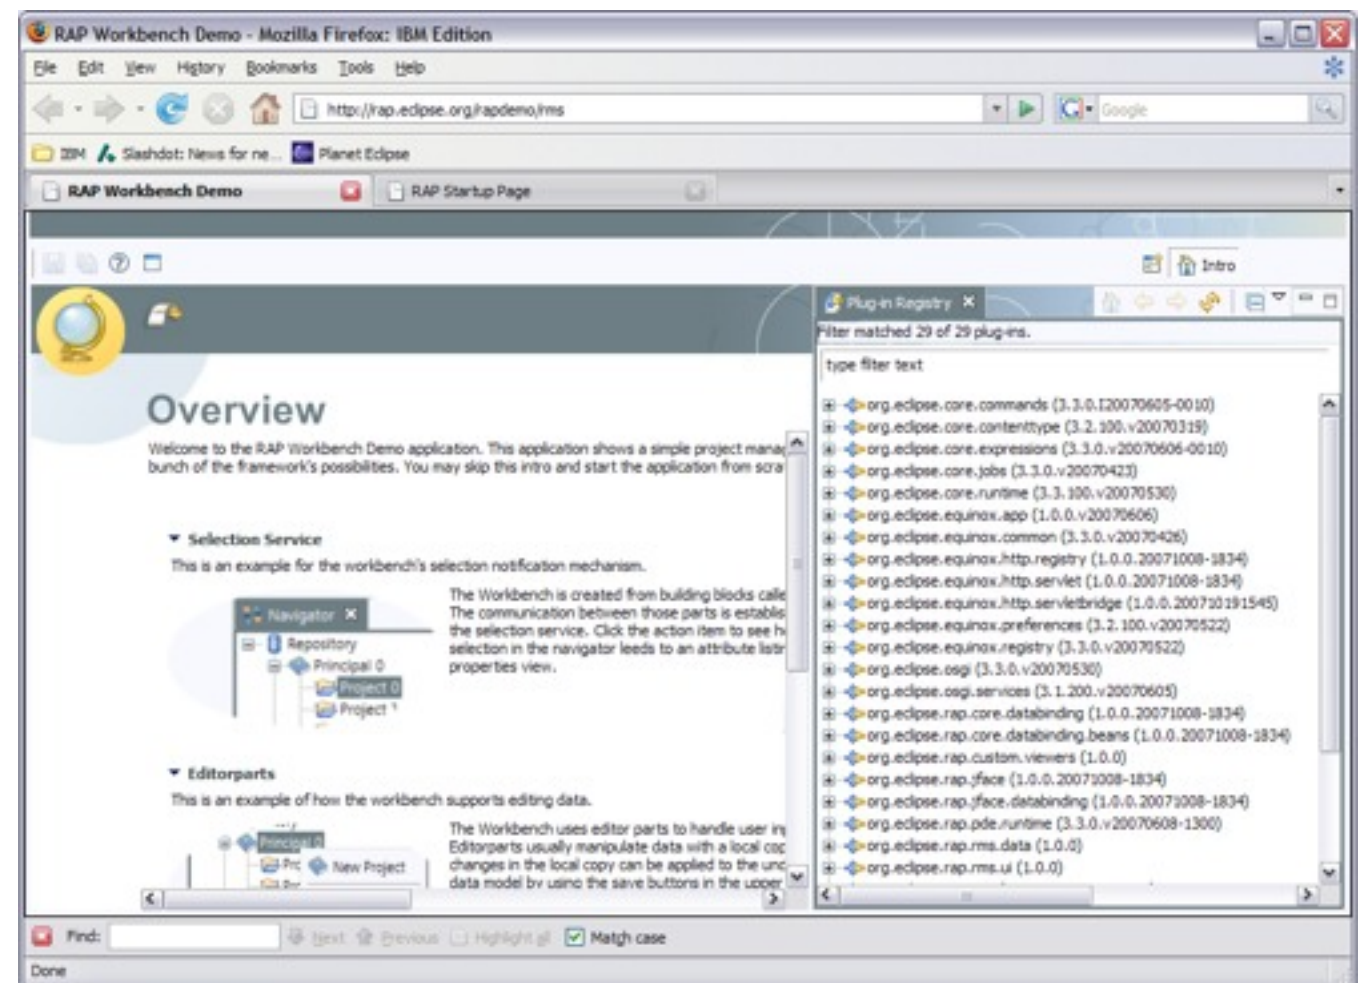 RAP Workbench Demo - Mozilla Firefox: IBM Edition
File Edit View History Bookmarks Tools Help
http://rap.eclipse.org/rapdemo/rms
Google
IBM Slashdot: News for ne... Planet Eclipse
RAP Workbench Demo RAP Startup Page
Intro
Plug-in Registry
Filter matched 29 of 29 plug-ins.
type filter text
Overview
Welcome to the RAP Workbench Demo application. This application shows a simple project manag
bunch of the framework's possibilities. You may skip this intro and start the application from scra
Selection Service
This is an example for the workbench's selection notification mechanism.
The Workbench is created from building blocks calle
The communication between those parts is establis
the selection service. Click the action item to see h
selection in the navigator leeds to an attribute listin
properties view.
Navigator
Repository
Principal 0
Project 0
Project 1
Editorparts
This is an example of how the workbench supports editing data.
The Workbench uses editor parts to handle user inp
Editorparts usually manipulate data with a local cop
changes in the local copy can be applied to the und
data model by using the save buttons in the upper
Principal 0
New Project
org.eclipse.core.commands (3.3.0.I20070605-0010)
org.eclipse.core.contenttype (3.2.100.v20070319)
org.eclipse.core.expressions (3.3.0.v20070606-0010)
org.eclipse.core.jobs (3.3.0.v20070423)
org.eclipse.core.runtime (3.3.100.v20070530)
org.eclipse.equinox.app (1.0.0.v20070606)
org.eclipse.equinox.common (3.3.0.v20070426)
org.eclipse.equinox.http.registry (1.0.0.20071008-1834)
org.eclipse.equinox.http.servlet (1.0.0.20071008-1834)
org.eclipse.equinox.http.servletbridge (1.0.0.200710191545)
org.eclipse.equinox.preferences (3.2.100.v20070522)
org.eclipse.equinox.registry (3.3.0.v20070522)
org.eclipse.osgi (3.3.0.v20070530)
org.eclipse.osgi.services (3.1.200.v20070605)
org.eclipse.rap.core.databinding (1.0.0.20071008-1834)
org.eclipse.rap.core.databinding.beans (1.0.0.20071008-1834)
org.eclipse.rap.custom.viewers (1.0.0)
org.eclipse.rap.jface (1.0.0.20071008-1834)
org.eclipse.rap.jface.databinding (1.0.0.20071008-1834)
org.eclipse.rap.pde.runtime (3.3.0.v20070608-1300)
org.eclipse.rap.rms.data (1.0.0)
org.eclipse.rap.rms.ui (1.0.0)
Find: Next Previous Highlight all Match case
Done